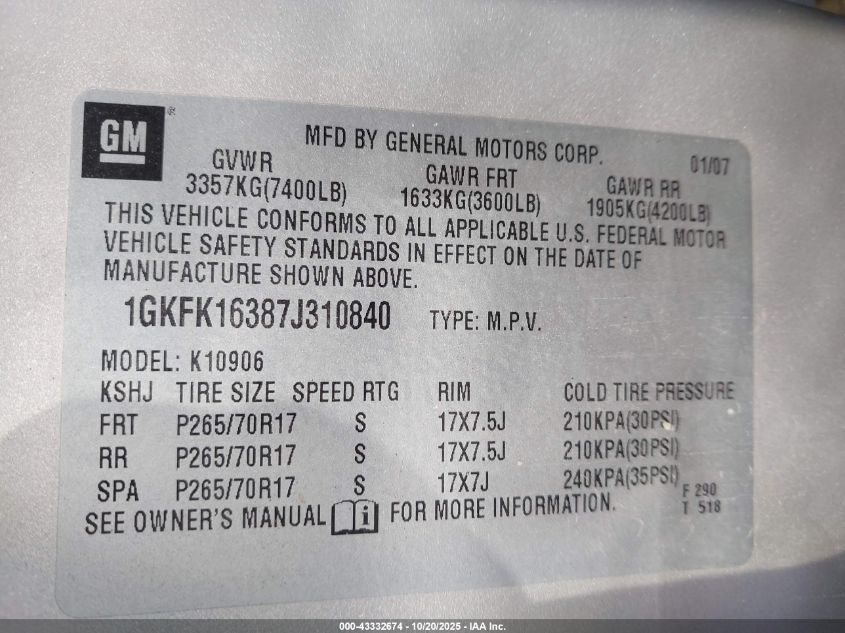 GM ®
MFD BY GENERAL MOTORS CORP. 01/07
GVWR GAWR FRT GAWR RR
3357KG(7400LB) 1633KG(3600LB) 1905KG(4200LB)
THIS VEHICLE CONFORMS TO ALL APPLICABLE U.S. FEDERAL MOTOR
VEHICLE SAFETY STANDARDS IN EFFECT ON THE DATE OF
MANUFACTURE SHOWN ABOVE.
1GKFK16387J310840 TYPE: M.P.V.
MODEL: K10906
KSHJ TIRE SIZE SPEED RTG RIM COLD TIRE PRESSURE
FRT P265/70R17 S 17X7.5J 210KPA(30PSI)
RR P265/70R17 S 17X7.5J 210KPA(30PSI)
SPA P265/70R17 S 17X7J 240KPA(35PSI)
F 290
SEE OWNER'S MANUAL i FOR MORE INFORMATION. T 518
000-43332674 - 10/20/2025 - IAA Inc.